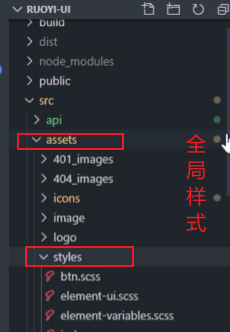 RUOYI-UI
build
dist
node_modules
public
src
api
assets
401_images
404_images
icons
image
logo
styles
btn.scss
element-ui.scss
element-variables.scss
全局样式